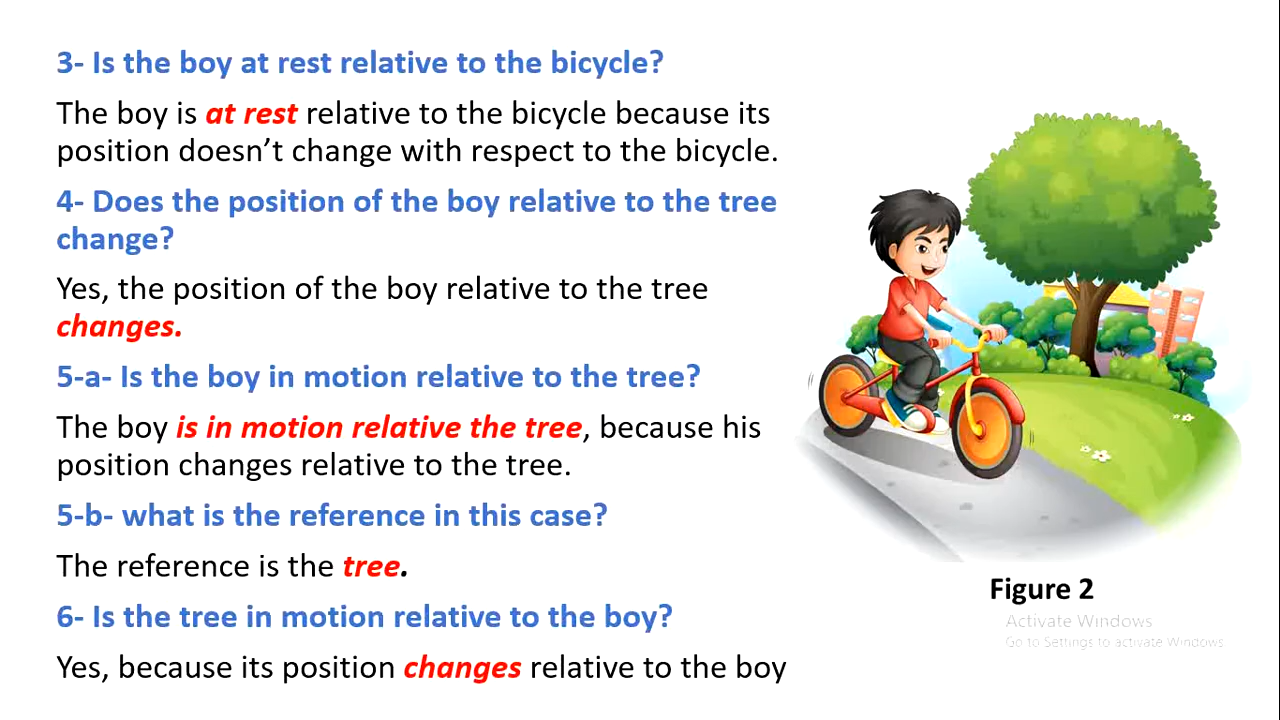 3- Is the boy at rest relative to the bicycle?
The boy is at rest relative to the bicycle because its
position doesn’t change with respect to the bicycle.
4- Does the position of the boy relative to the tree
change?
Yes, the position of the boy relative to the tree
changes.
5-a- Is the boy in motion relative to the tree?
The boy is in motion relative the tree, because his
position changes relative to the tree.
5-b- what is the reference in this case?
The reference is the tree.
6- Is the tree in motion relative to the boy?
Yes, because its position changes relative to the boy
Figure 2
Activate Windows
Go to Settings to activate Windows